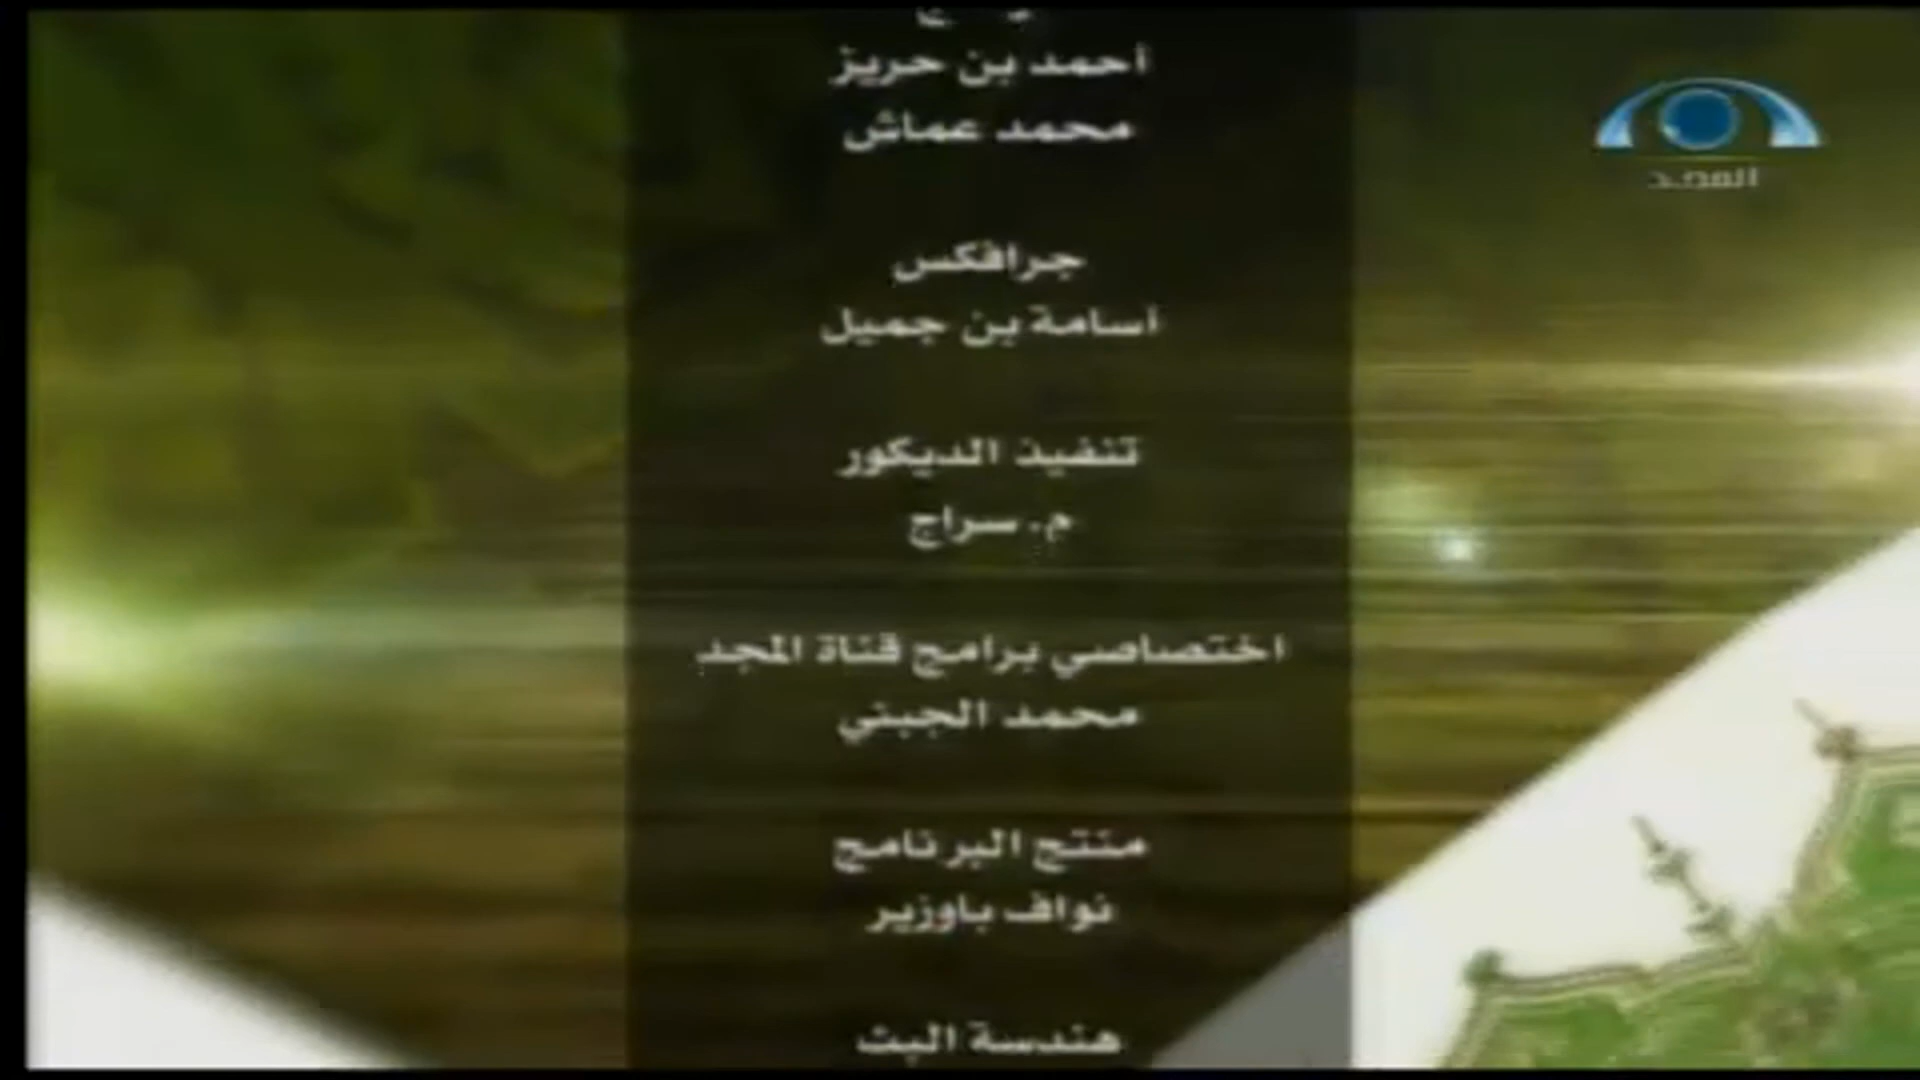 أحمد بن حريز
محمد عماش
المجد
جرافكس
أسامة بن جميل
تنفيذ الديكور
م. سراج
اختصاصي برامج قناة المجد
محمد الجبني
منتج البرنامج
نواف باوزير
هندسة البث